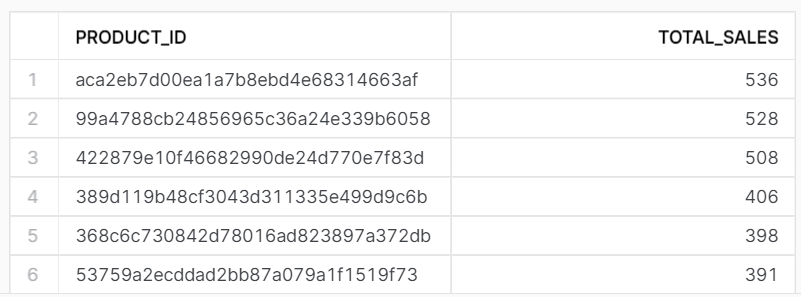 PRODUCT_ID TOTAL_SALES
1 aca2eb7d00ea1a7b8ebd4e68314663af 536
2 99a4788cb24856965c36a24e339b6058 528
3 422879e10f46682990de24d770e7f83d 508
4 389d119b48cf3043d311335e499d9c6b 406
5 368c6c730842d78016ad823897a372db 398
6 53759a2ecddad2bb87a079a1f1519f73 391